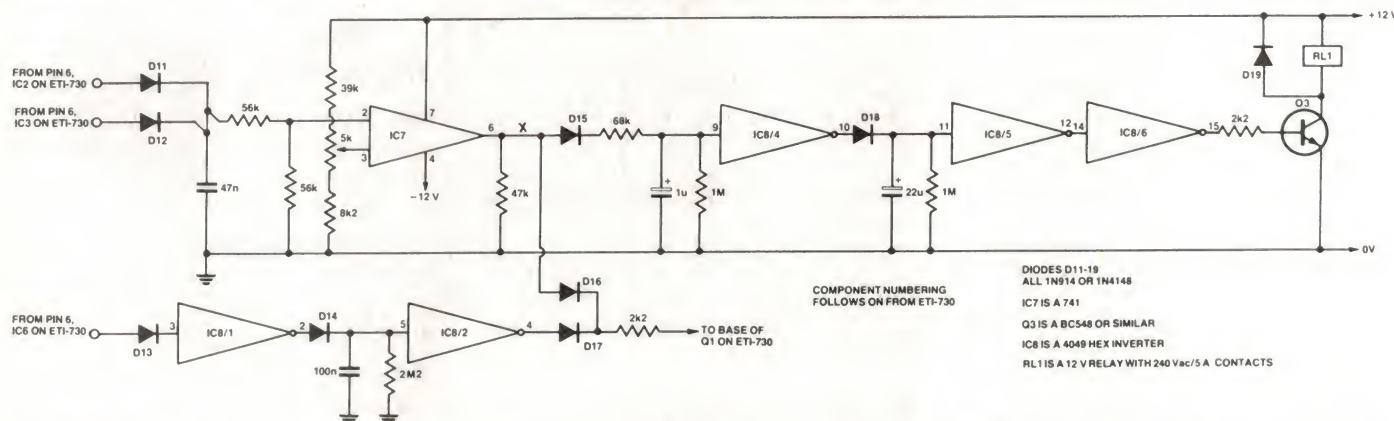 + 12 V
RL1
D19
Q3
FROM PIN 6,
IC2 ON ETI-730
D11
FROM PIN 6,
IC3 ON ETI-730
D12
56k
39k
5k
8k2
47n
56k
2
3
7
4
6
IC7
−12 V
X
47k
D15
68k
1u
+
1M
9
IC8/4
10
D18
22u
+
1M
11
IC8/5
12
14
IC8/6
15
2k2
0V
FROM PIN 6,
IC6 ON ETI-730
D13
3
IC8/1
2
D14
100n
2M2
5
IC8/2
4
D16
D17
2k2
TO BASE OF
Q1 ON ETI-730
COMPONENT NUMBERING
FOLLOWS ON FROM ETI-730
DIODES D11-19
ALL 1N914 OR 1N4148
IC7 IS A 741
Q3 IS A BC548 OR SIMILAR
IC8 IS A 4049 HEX INVERTER
RL1 IS A 12 V RELAY WITH 240 Vac/5 A CONTACTS